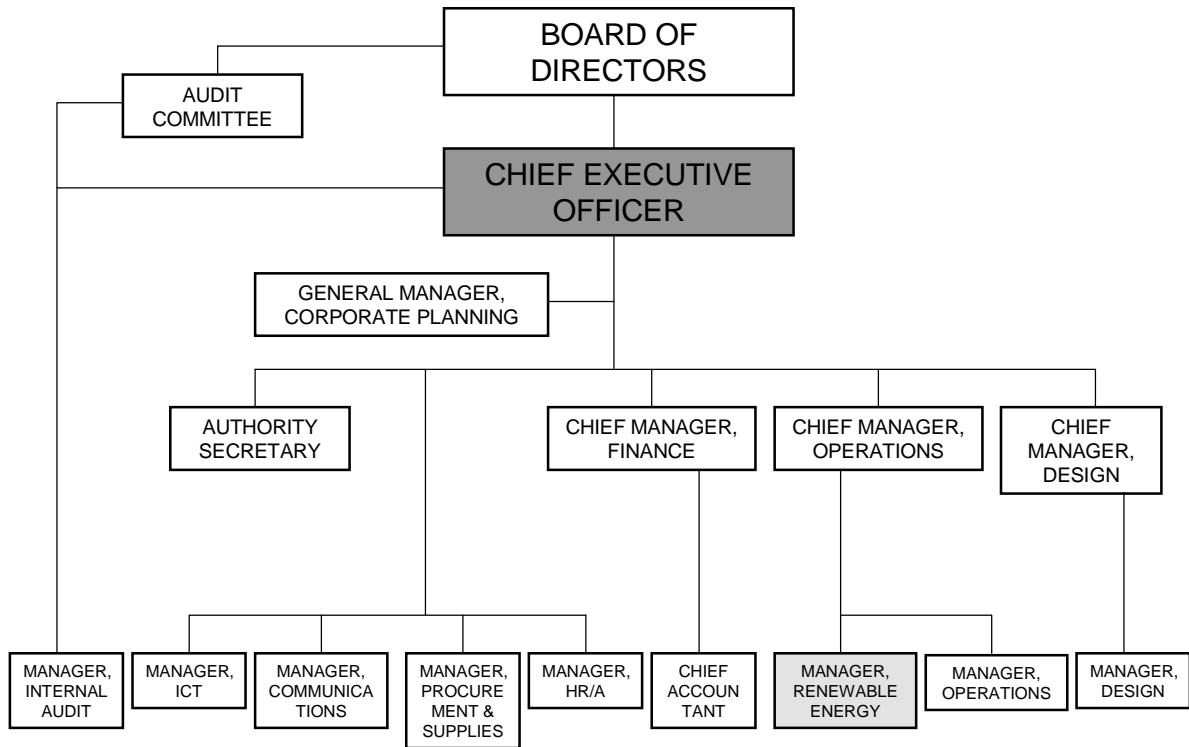 BOARD OF
DIRECTORS
AUDIT
COMMITTEE
CHIEF EXECUTIVE
OFFICER
GENERAL MANAGER,
CORPORATE PLANNING
AUTHORITY
SECRETARY
CHIEF MANAGER,
FINANCE
CHIEF MANAGER,
OPERATIONS
CHIEF
MANAGER,
DESIGN
MANAGER,
INTERNAL
AUDIT
MANAGER,
ICT
MANAGER,
COMMUNICA
TIONS
MANAGER,
PROCURE
MENT &
SUPPLIES
MANAGER,
HR/A
CHIEF
ACCOUN
TANT
MANAGER,
RENEWABLE
ENERGY
MANAGER,
OPERATIONS
MANAGER,
DESIGN